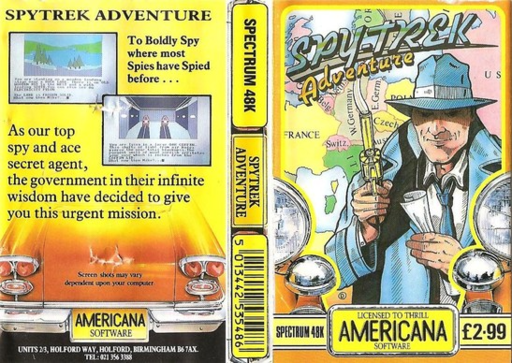 SPYTREK ADVENTURE
To Boldly Spy
where most
Spies have Spied
before . . .
As our top
spy and ace
secret agent,
the government in their infinite
wisdom have decided to give
you this urgent mission.
Screen shots may vary
dependent upon your computer
AMERICANA
SOFTWARE
UNITS 2/3, HOLFORD WAY, HOLFORD, BIRMINGHAM B6 7AX.
TEL: 021 356 3388
SPECTRUM 48K
SPYTREK
ADVENTURE
5 013442 535486
AMERICANA
SOFTWARE
SPY-TREK
Adventure
U.S
W.Germany
E.Germ
Czec
FRANCE
Switz
SPECTRUM 48K
LICENSED TO THRILL
AMERICANA
SOFTWARE
£2·99